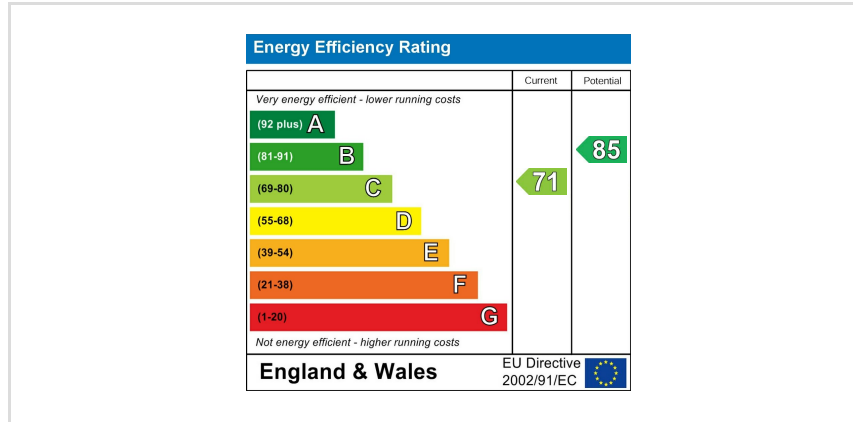 Energy Efficiency Rating
Current Potential
Very energy efficient - lower running costs
(92 plus) A
(81-91) B
85
(69-80) C
71
(55-68) D
(39-54) E
(21-38) F
(1-20) G
Not energy efficient - higher running costs
England & Wales
EU Directive
2002/91/EC